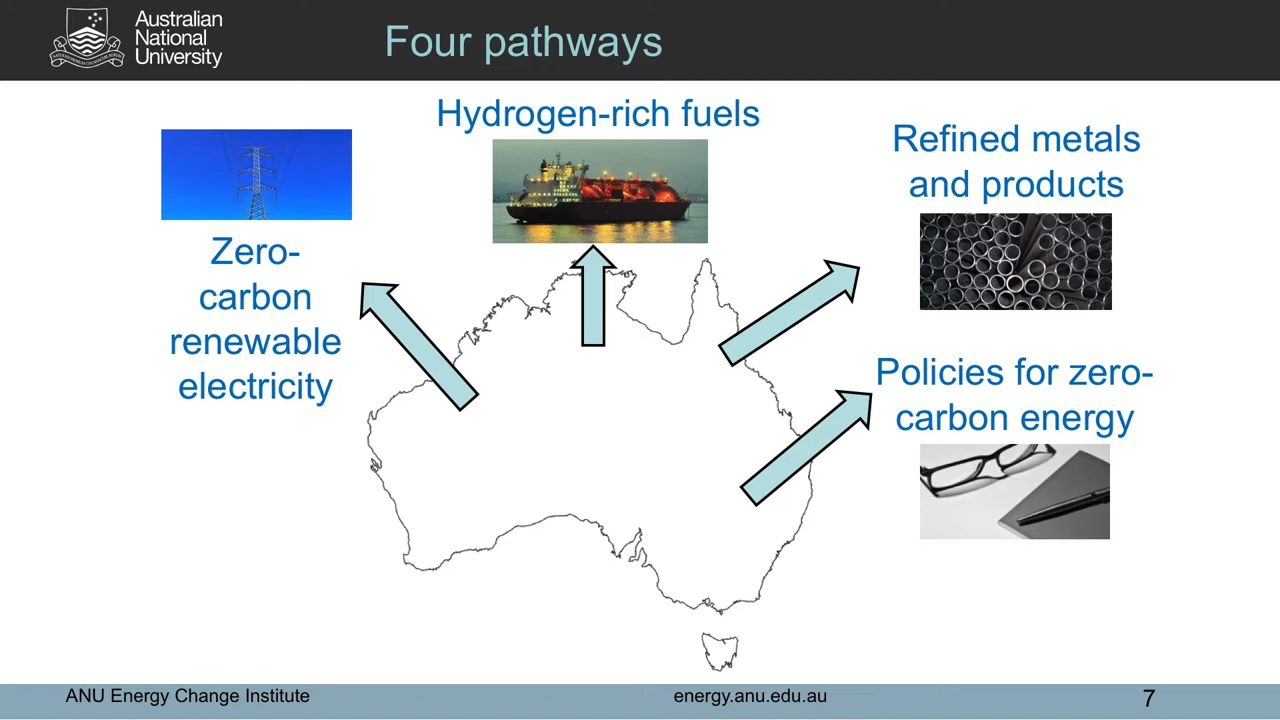 Australian
National
University
Four pathways
Hydrogen-rich fuels
Zero-
carbon
renewable
electricity
Refined metals
and products
Policies for zero-
carbon energy
ANU Energy Change Institute
energy.anu.edu.au
7